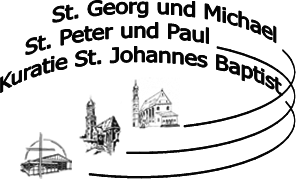 St. Georg und Michael
St. Peter und Paul
Kuratie St. Johannes Baptist